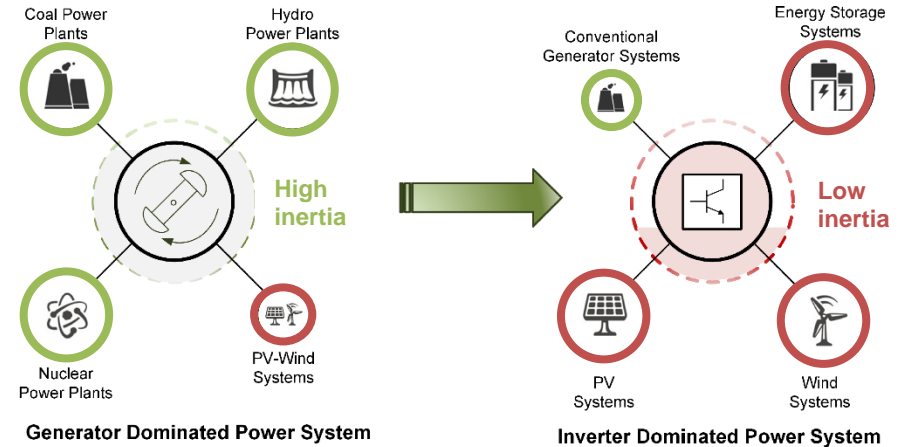 Coal Power
Plants
Hydro
Power Plants
High
inertia
Nuclear
Power Plants
PV-Wind
Systems
Generator Dominated Power System
Conventional
Generator Systems
Energy Storage
Systems
Low
inertia
PV
Systems
Wind
Systems
Inverter Dominated Power System